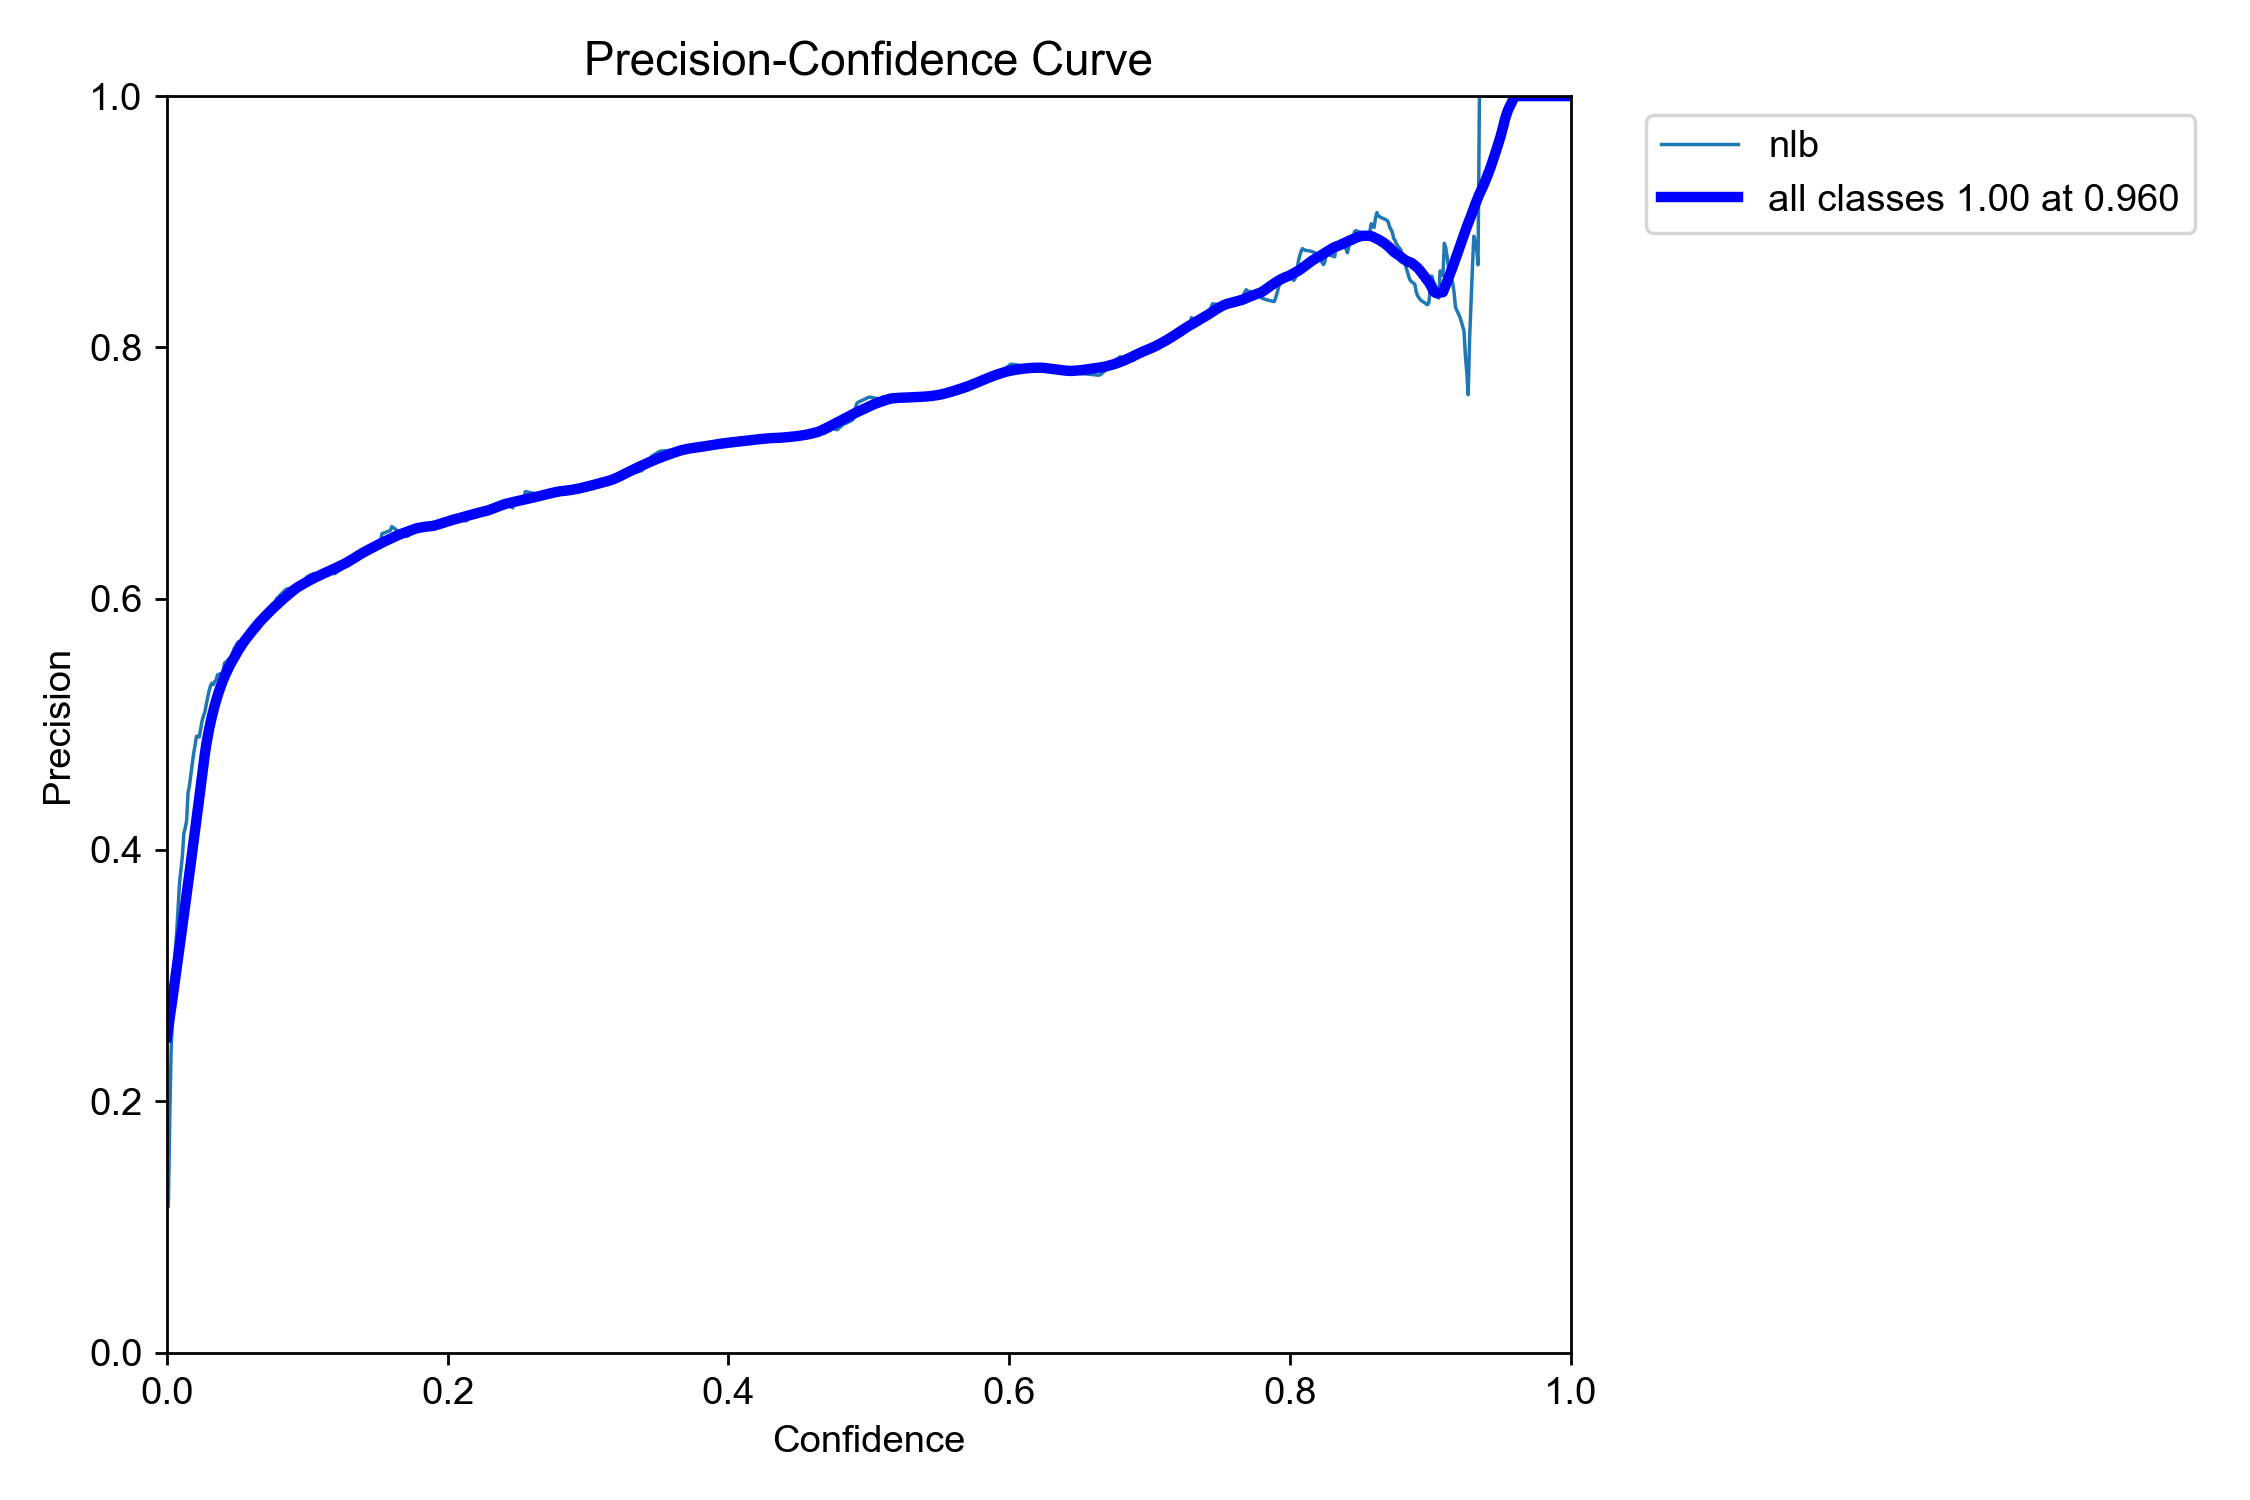 Precision-Confidence Curve
1.0
0.8
0.6
0.4
0.2
0.0
Precision
0.0 0.2 0.4 0.6 0.8 1.0
Confidence
nlb
all classes 1.00 at 0.960